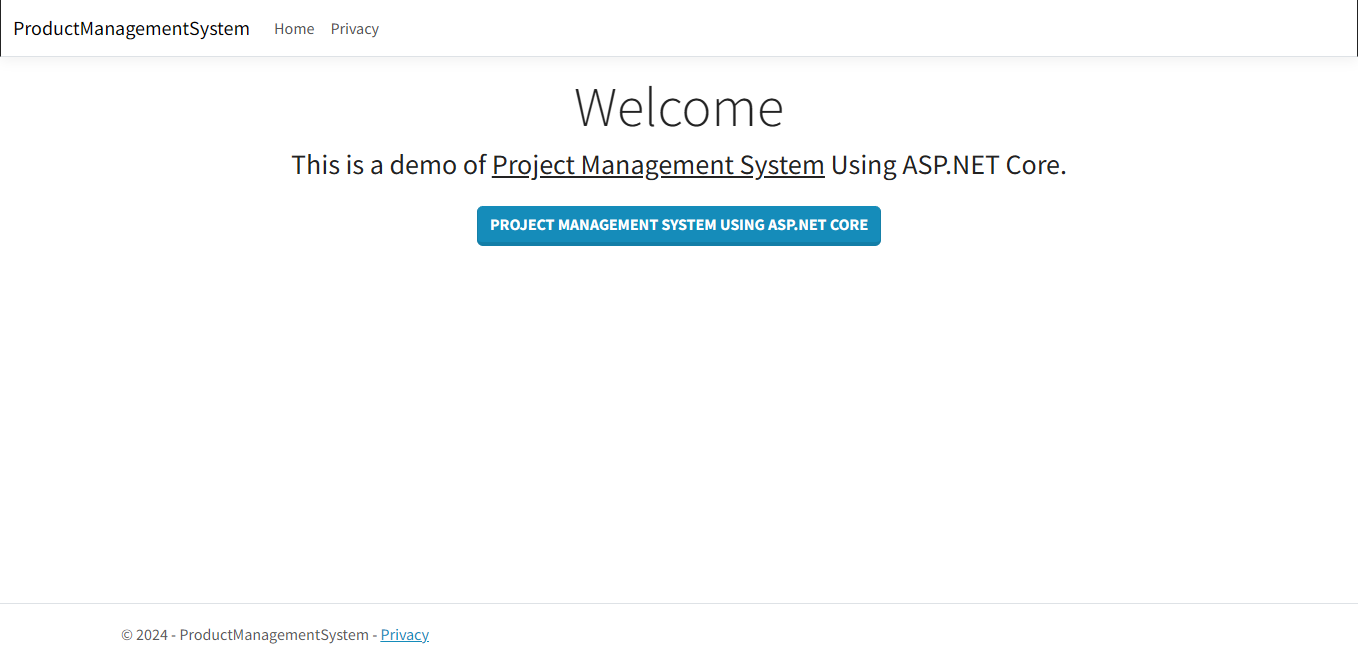 ProductManagementSystem Home Privacy
Welcome
This is a demo of Project Management System Using ASP.NET Core.
PROJECT MANAGEMENT SYSTEM USING ASP.NET CORE
© 2024 - ProductManagementSystem - Privacy